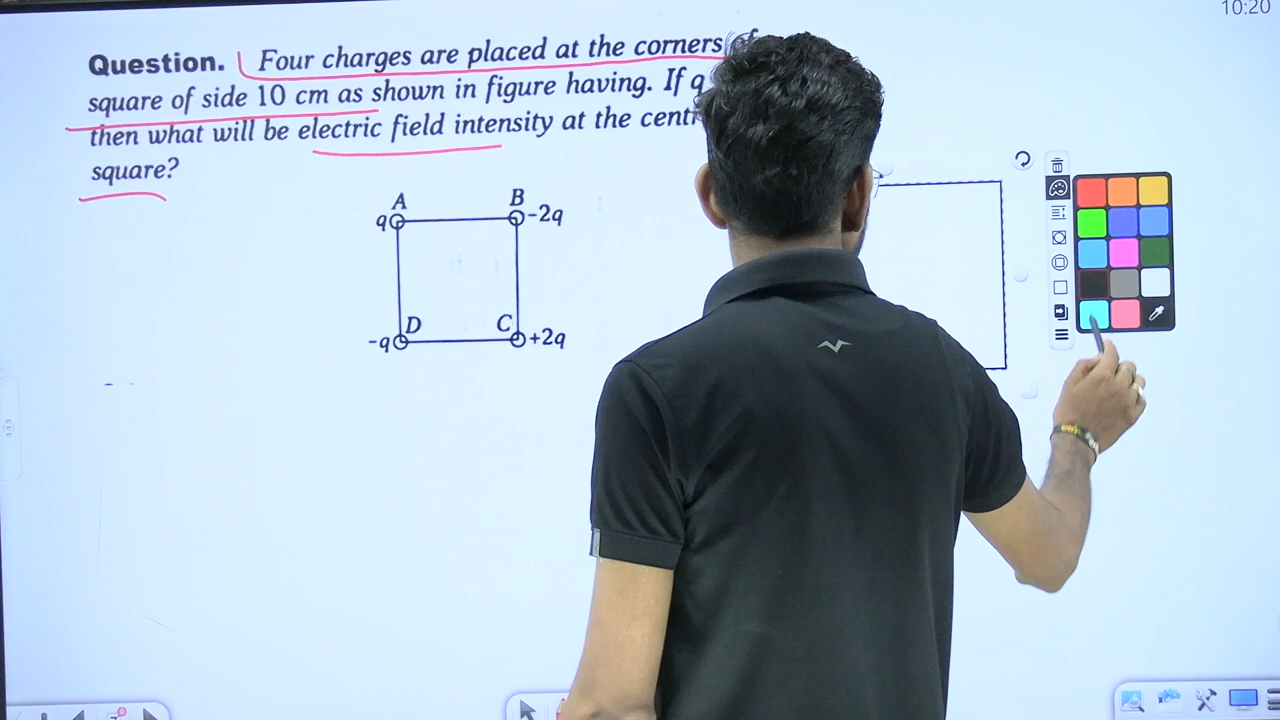 10:20
Question. Four charges are placed at the corners of
square of side 10 cm as shown in figure having. If q
then what will be electric field intensity at the
square?
A
B
q
-2q
D
C
-q
+2q